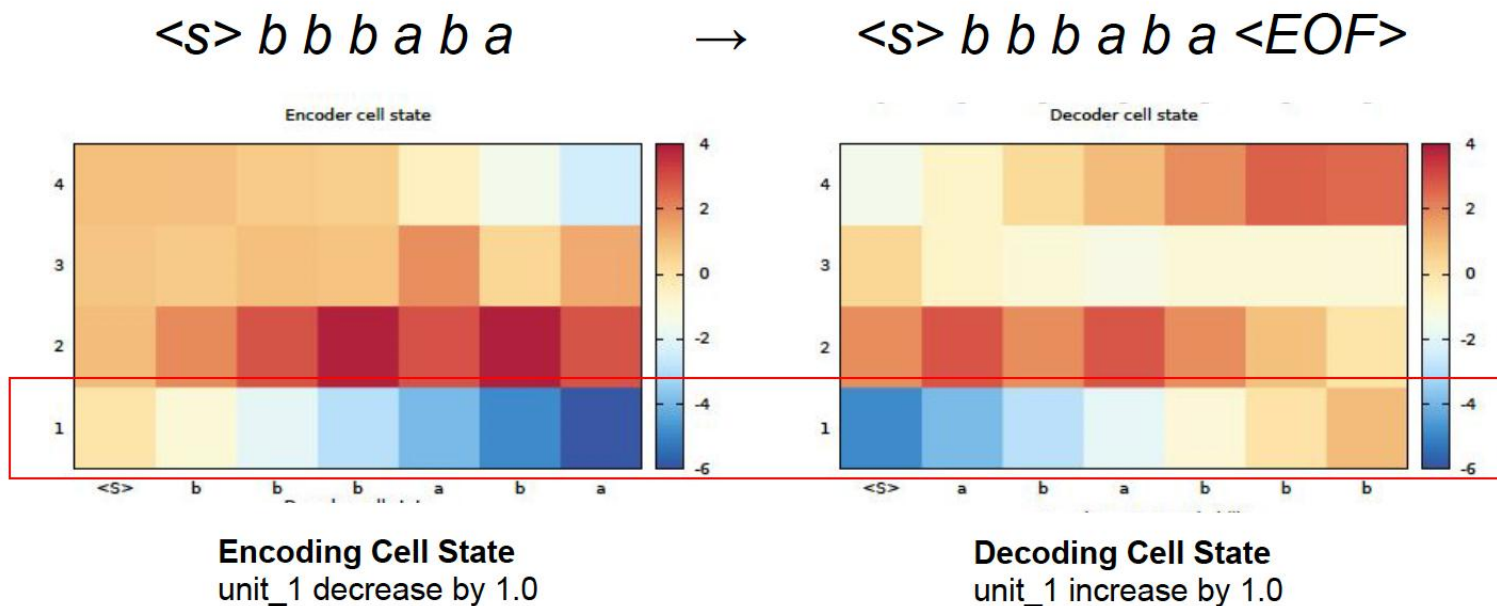 <s> b b b a b a → <s> b b b a b a <EOF>
Encoder cell state
4
3
2
1
4
2
0
-2
-4
-6
<S> b b b a b a
Decoder cell state
4
3
2
1
4
2
0
-2
-4
-6
<S> a b a b b b
Encoding Cell State
unit_1 decrease by 1.0
Decoding Cell State
unit_1 increase by 1.0